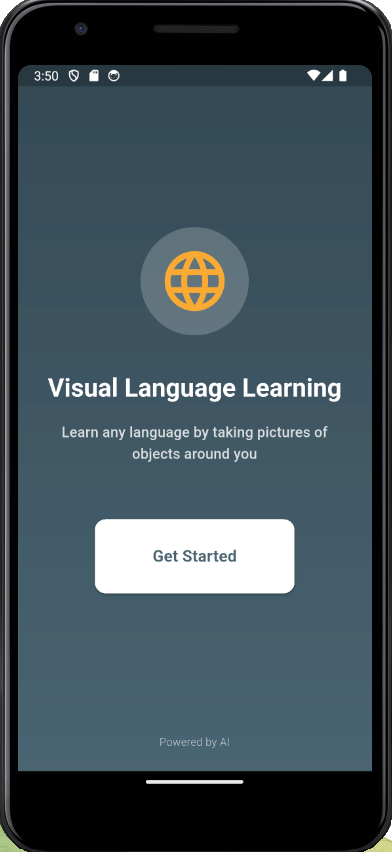 3:50
Visual Language Learning
Learn any language by taking pictures of
objects around you
Get Started
Powered by AI